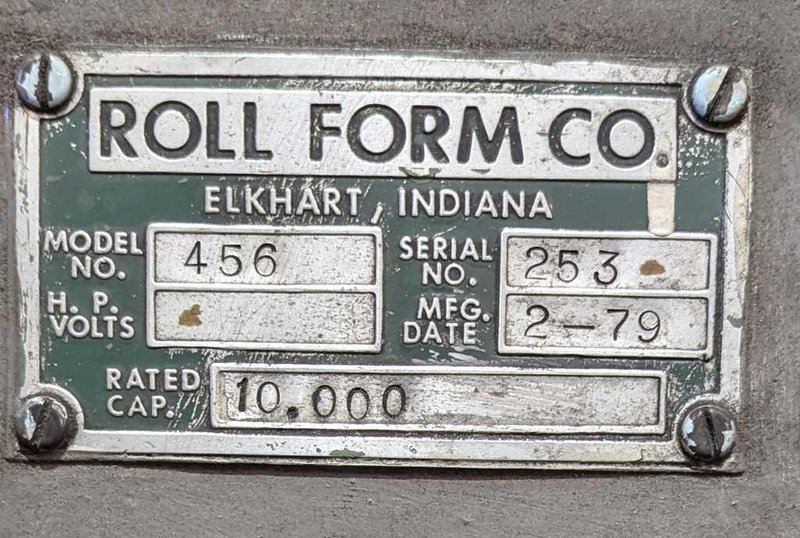 ROLL FORM CO.
ELKHART, INDIANA
MODEL NO. 456 SERIAL NO. 253
H. P. VOLTS MFG. DATE 2-79
RATED CAP. 10.000